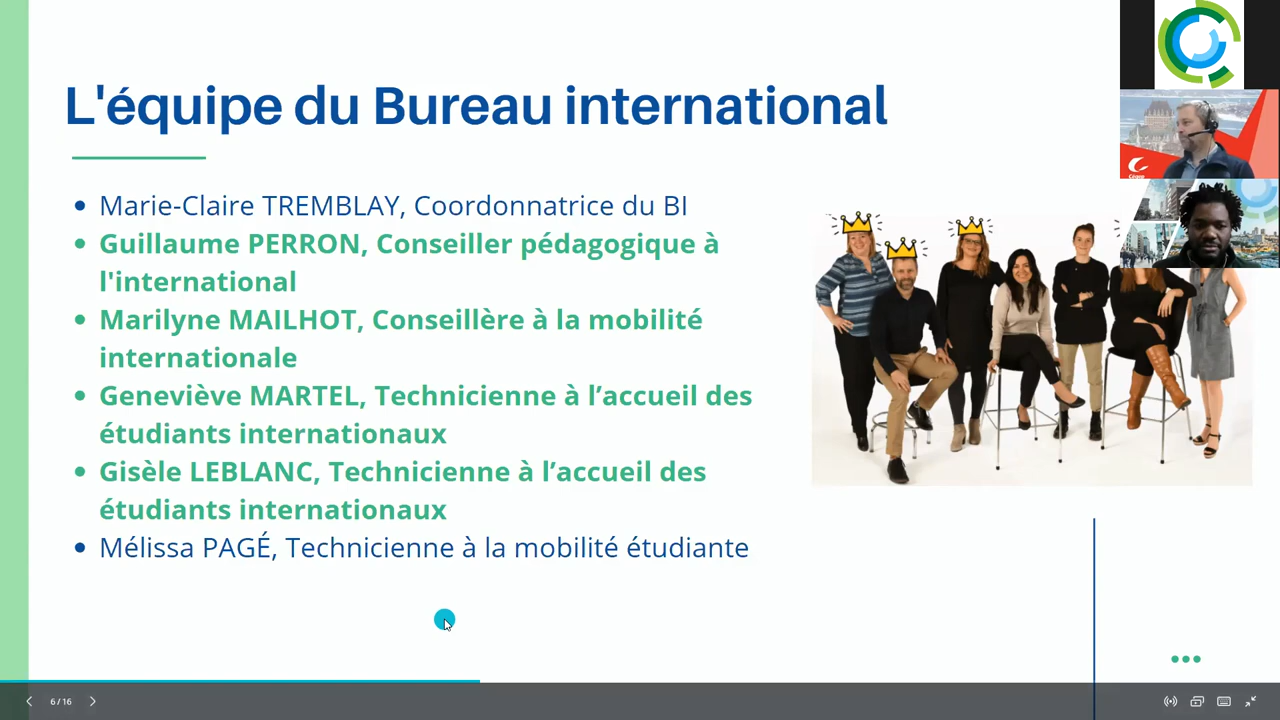 L'équipe du Bureau international
Marie-Claire TREMBLAY, Coordonnatrice du BI
Guillaume PERRON, Conseiller pédagogique à
l'international
Marilyne MAILHOT, Conseillère à la mobilité
internationale
Geneviève MARTEL, Technicienne à l’accueil des
étudiants internationaux
Gisèle LEBLANC, Technicienne à l’accueil des
étudiants internationaux
Mélissa PAGÉ, Technicienne à la mobilité étudiante
6 / 16